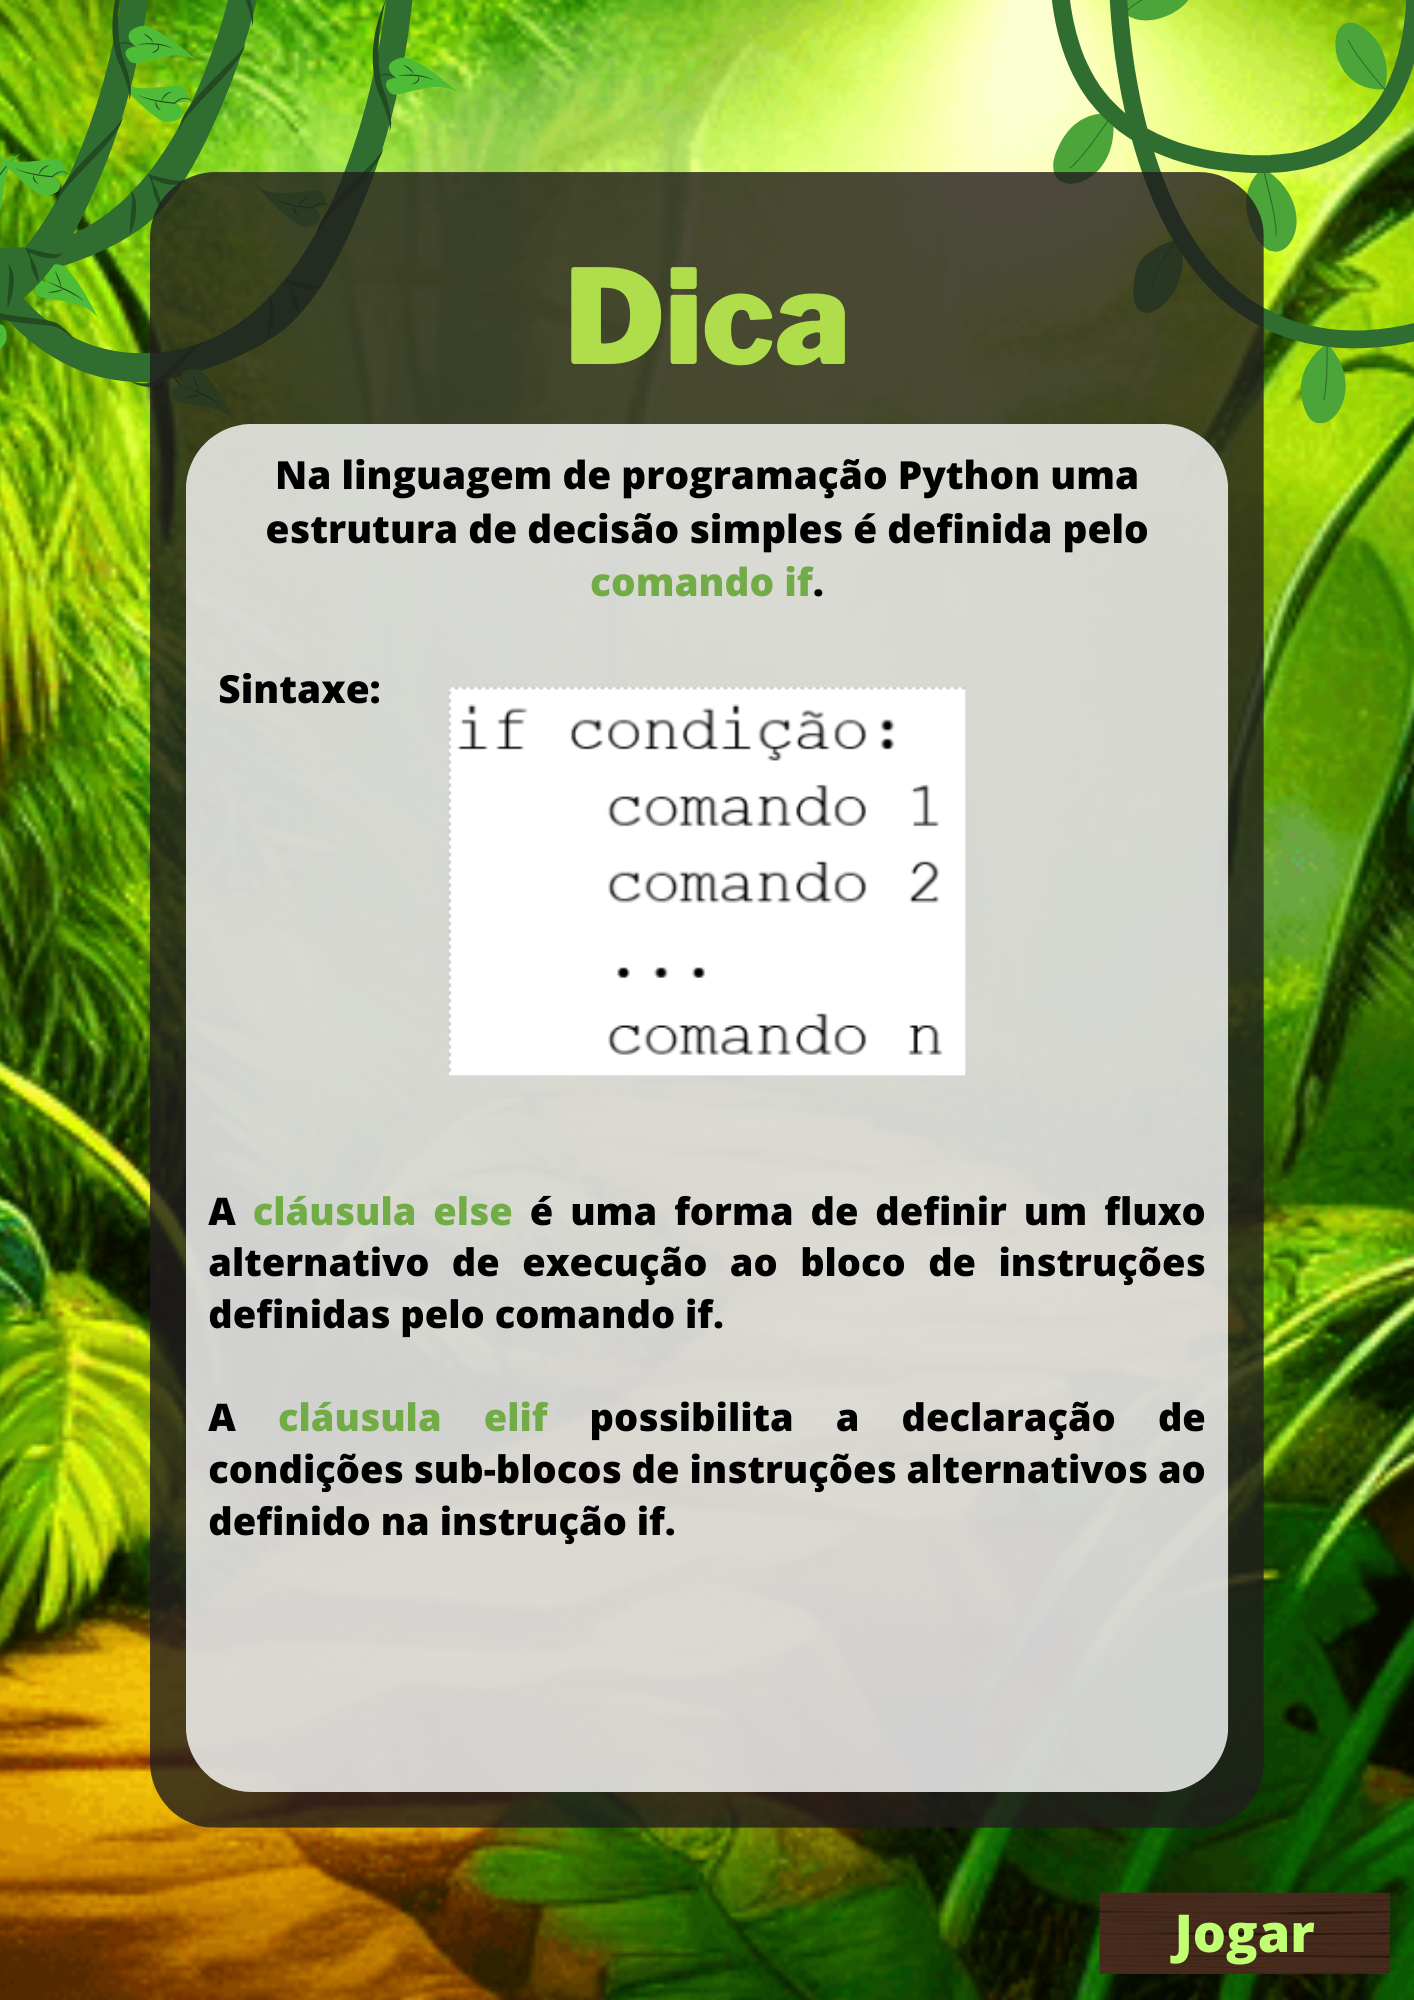 Dica
Na linguagem de programação Python uma
estrutura de decisão simples é definida pelo
comando if.
Sintaxe:
if condição:
comando 1
comando 2
...
comando n
A cláusula else é uma forma de definir um fluxo
alternativo de execução ao bloco de instruções
definidas pelo comando if.
A cláusula elif possibilita a declaração de
condições sub-blocos de instruções alternativos ao
definido na instrução if.
Jogar